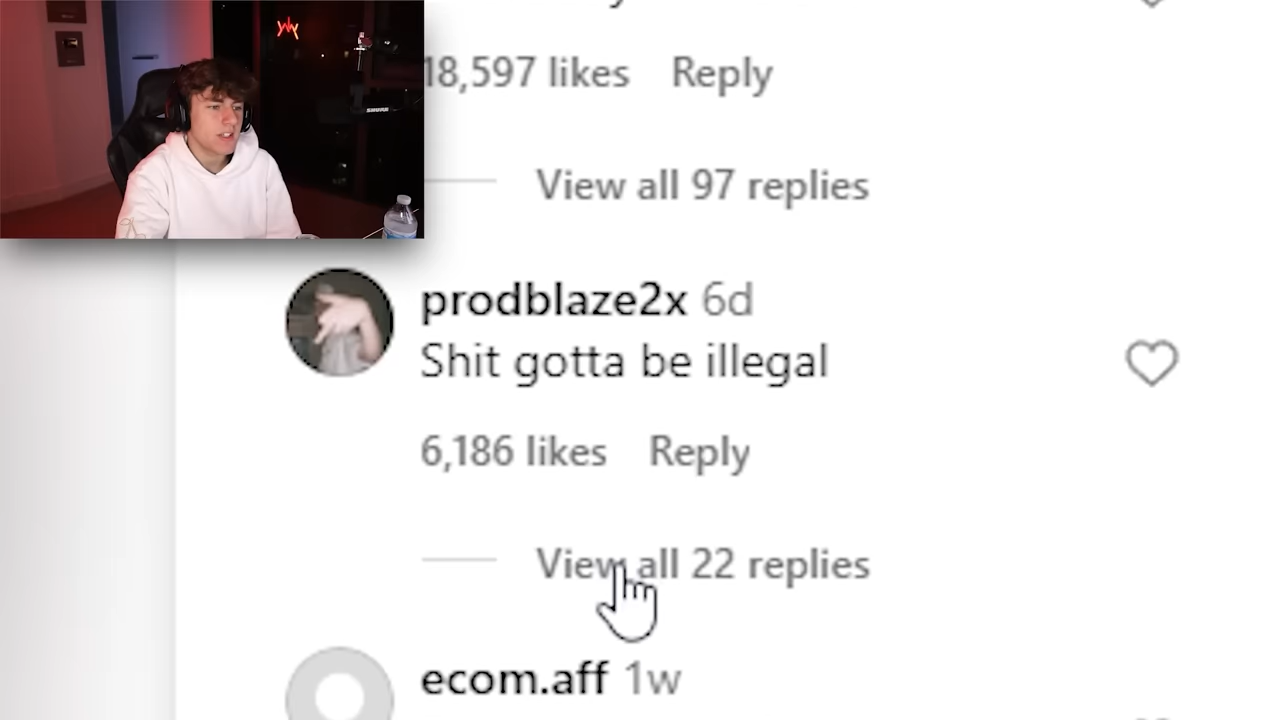 18,597 likes Reply
View all 97 replies
prodblaze2x 6d
Shit gotta be illegal
6,186 likes Reply
View all 22 replies
ecom.aff 1w
SHURE